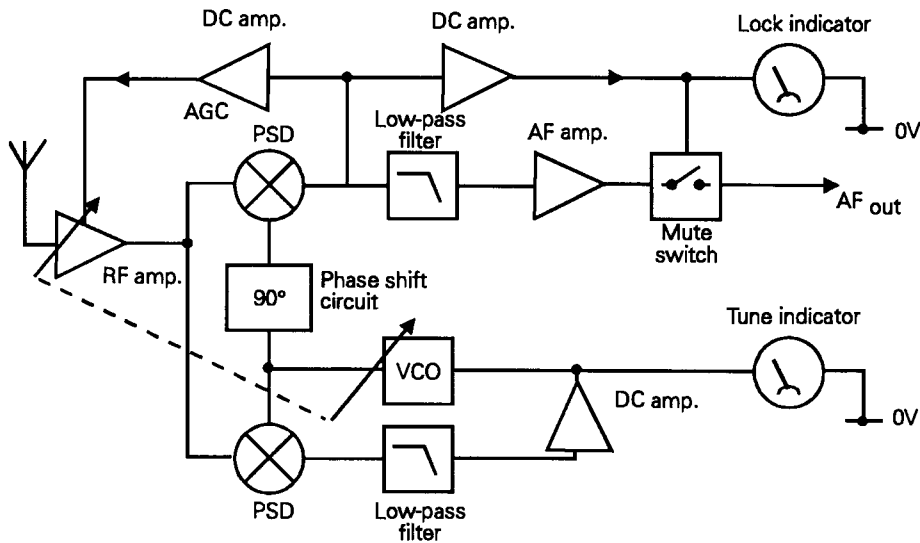 DC amp.
DC amp.
Lock indicator
AGC
PSD
Low-pass
filter
AF amp.
0V
AF out
Mute
switch
RF amp.
90°
Phase shift
circuit
Tune indicator
VCO
DC amp.
0V
PSD
Low-pass
filter